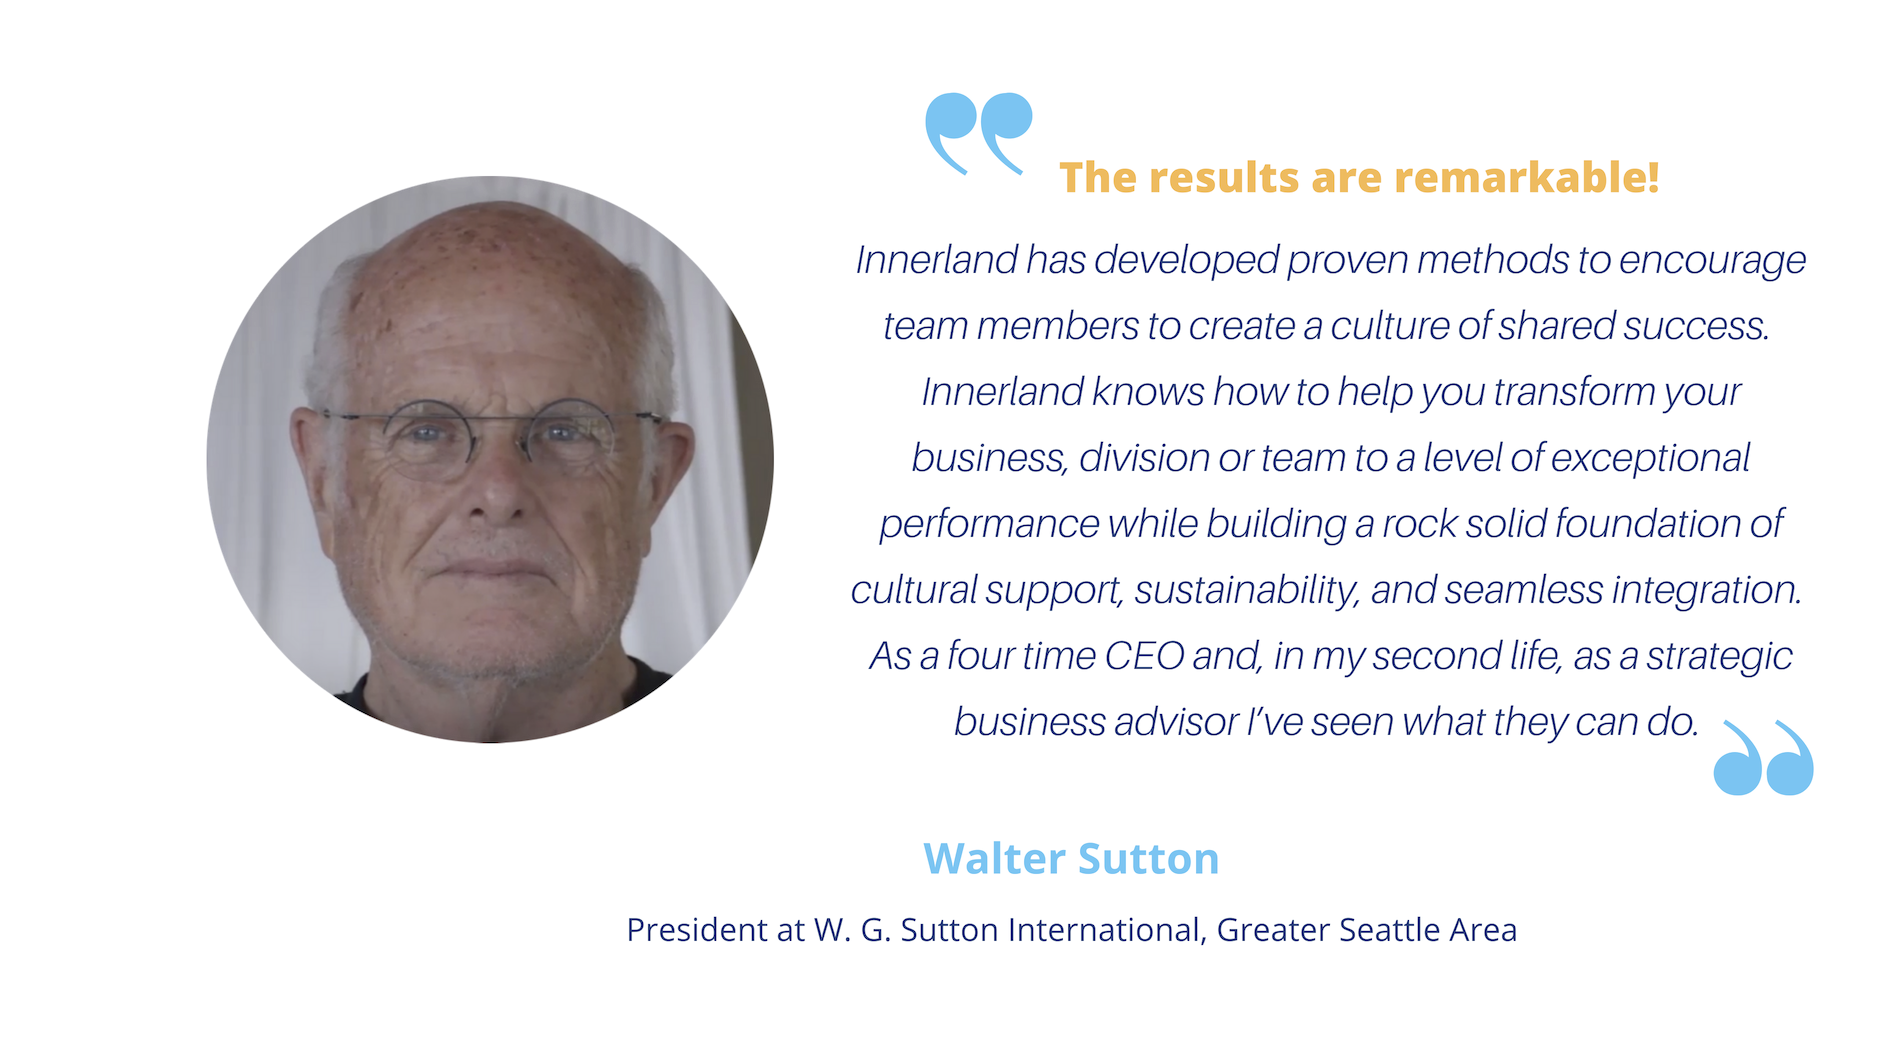 The results are remarkable!
Innerland has developed proven methods to encourage
team members to create a culture of shared success.
Innerland knows how to help you transform your
business, division or team to a level of exceptional
performance while building a rock solid foundation of
cultural support, sustainability, and seamless integration.
As a four time CEO and, in my second life, as a strategic
business advisor I’ve seen what they can do.
Walter Sutton
President at W. G. Sutton International, Greater Seattle Area